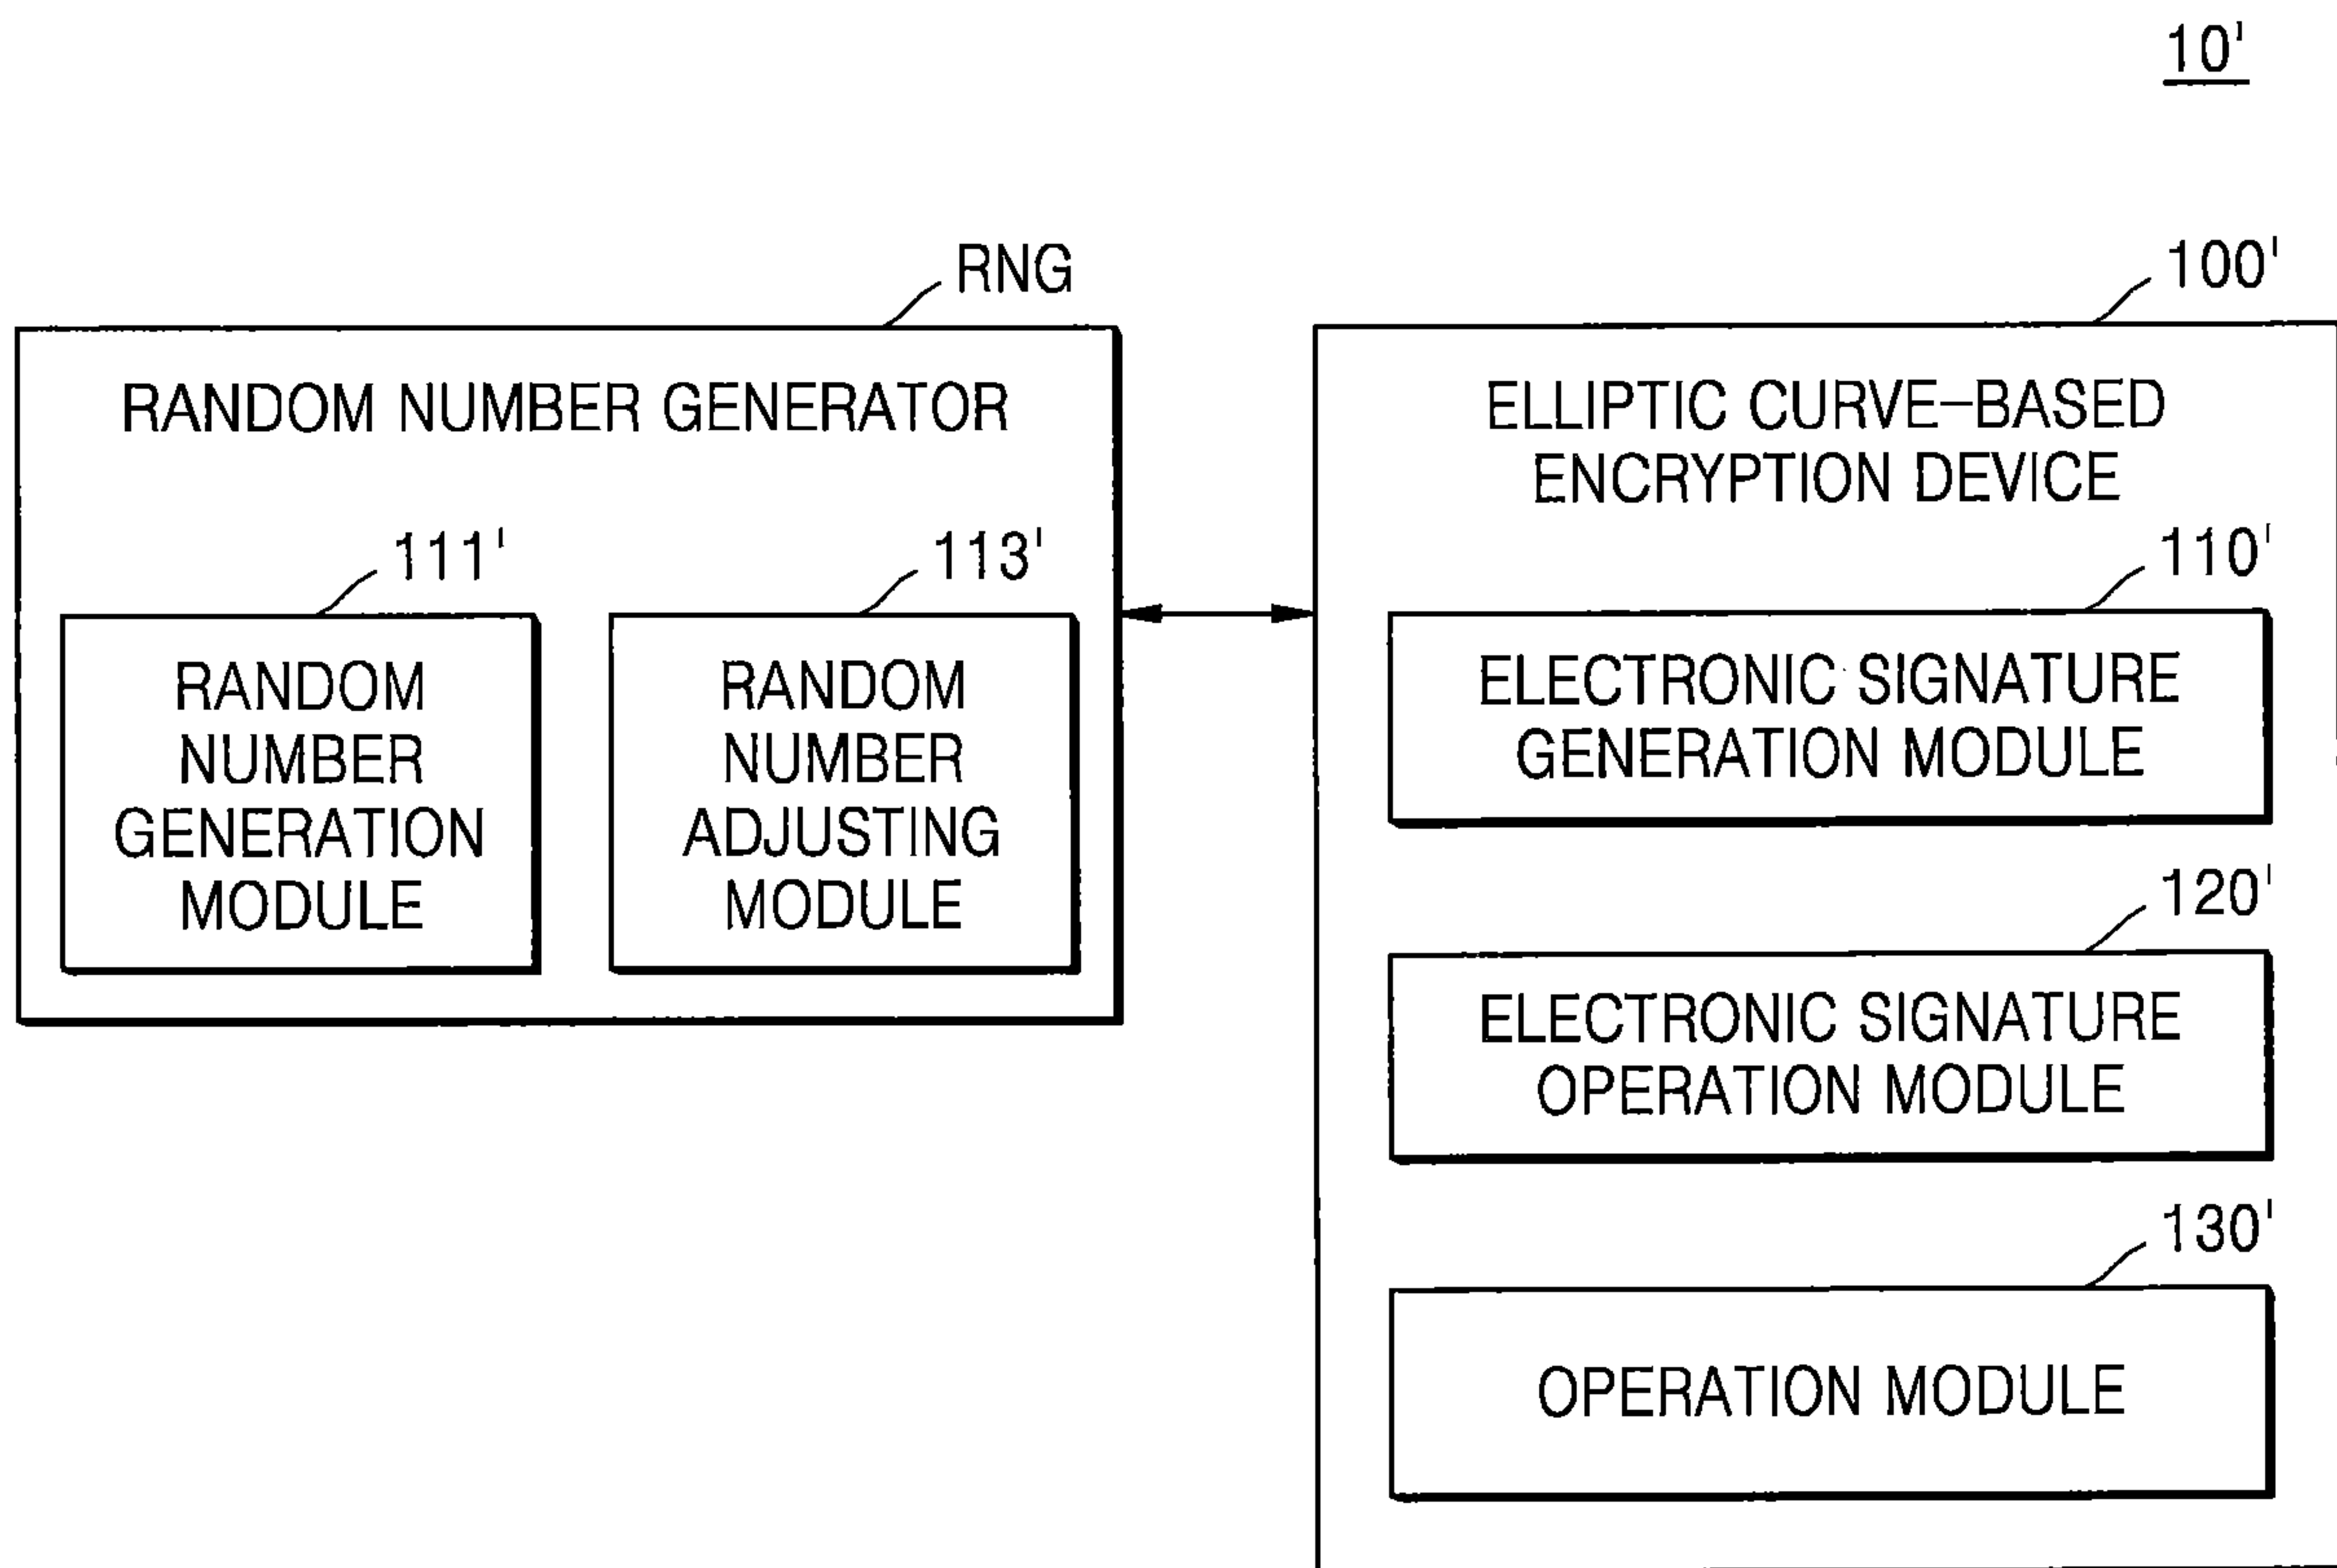 10'
RNG
RANDOM NUMBER GENERATOR
111'
RANDOM
NUMBER
GENERATION
MODULE
113'
RANDOM
NUMBER
ADJUSTING
MODULE
100'
ELLIPTIC CURVE-BASED
ENCRYPTION DEVICE
110'
ELECTRONIC SIGNATURE
GENERATION MODULE
120'
ELECTRONIC SIGNATURE
OPERATION MODULE
130'
OPERATION MODULE